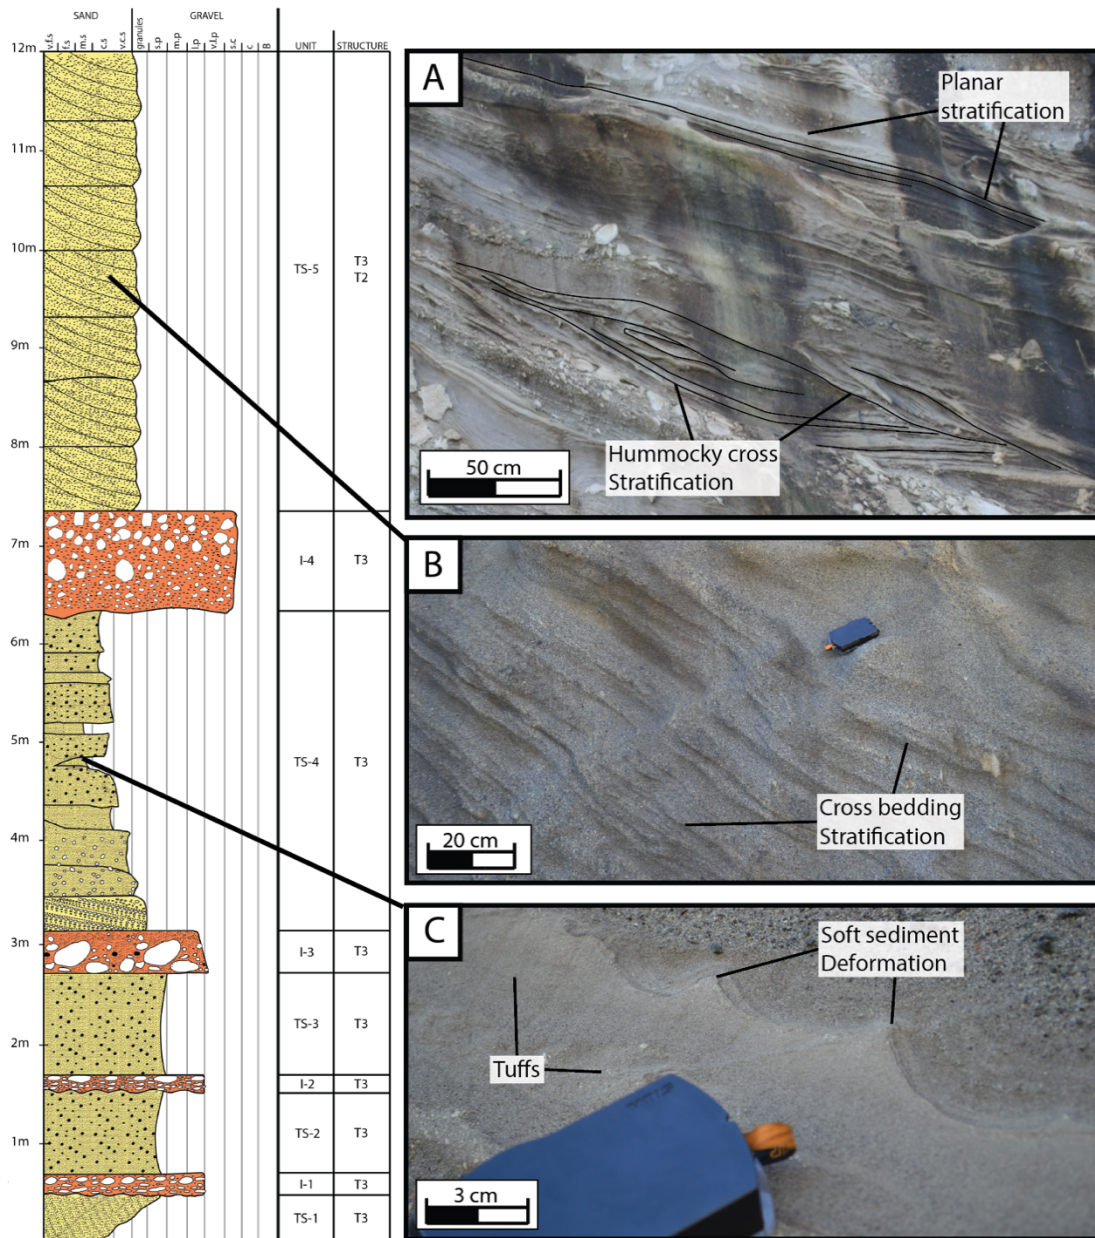 SAND
GRAVEL
v.f.s
f.s
m.s
c.s
v.c.s
granules
s.p
m.p
l.p
v.l.p
s.c
c
B
UNIT
STRUCTURE
12m
11m
10m
9m
8m
7m
6m
5m
4m
3m
2m
1m
TS-5
T3
T2
I-4
T3
TS-4
T3
I-3
T3
TS-3
T3
I-2
T3
TS-2
T3
I-1
T3
TS-1
T3
A
Planar
stratification
Hummocky cross
Stratification
50 cm
B
Cross bedding
Stratification
20 cm
C
Soft sediment
Deformation
Tuffs
3 cm